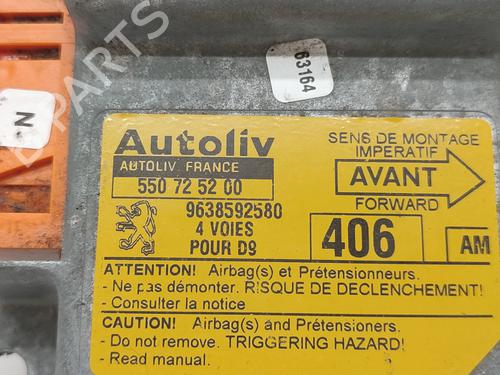 63164
N
Autoliv
AUTOLIV FRANCE
550 72 52 00
9638592580
4 VOIES
POUR D9
SENS DE MONTAGE
IMPERATIF
AVANT
FORWARD
406
AM
ATTENTION! Airbag(s) et Prétensionneurs.
- Ne pas démonter. RISQUE DE DECLENCHEMENT!
- Consulter la notice
CAUTION! Airbag(s) and Pretensioners.
- Do not remove. TRIGGERING HAZARD!
- Read manual.